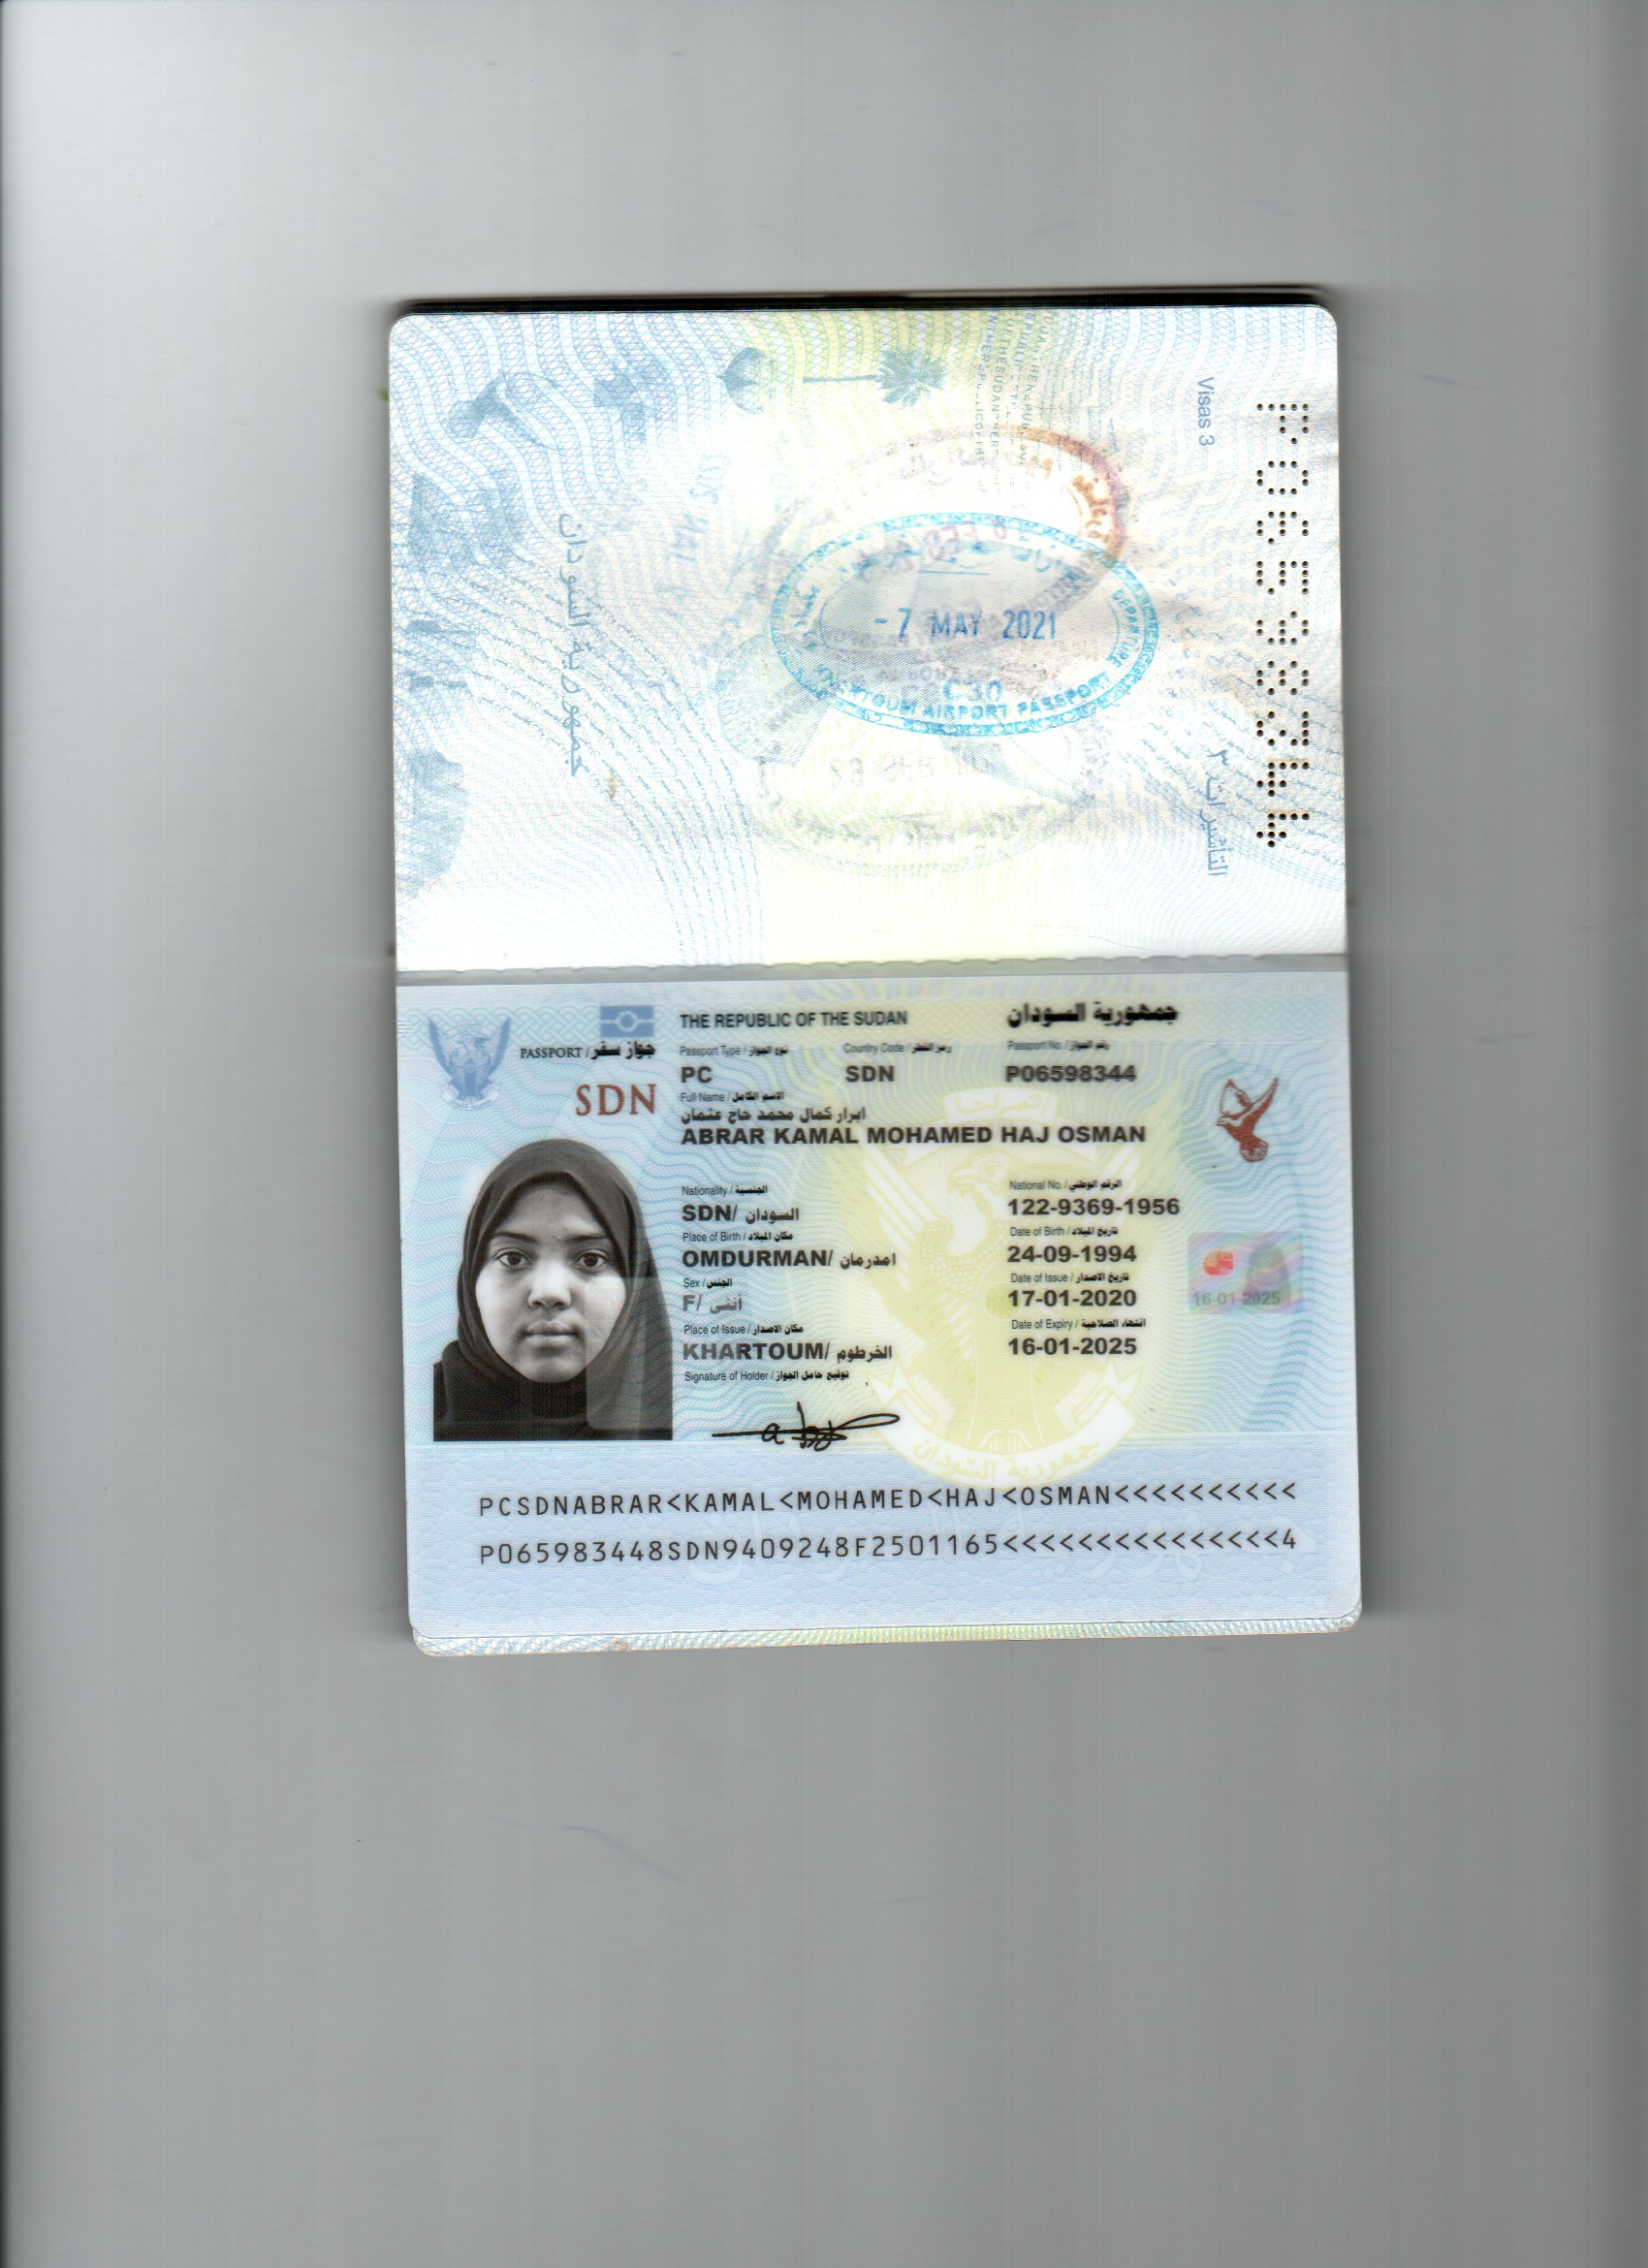 Visas 3
التأشيرات ٣
P06598344
جمهورية السودان
- 7 MAY 2021
DEPARTURE
C30
KHARTOUM AIRPORT PASSPORT
THE REPUBLIC OF THE SUDAN جمهورية السودان
PASSPORT / جواز سفر
Passport Type / نوع الجواز Country Code / رمز القطر Passport No. / رقم الجواز
PC SDN P06598344
SDN
Full Name / الاسم الكامل
ابرار كمال محمد حاج عثمان
ABRAR KAMAL MOHAMED HAJ OSMAN
Nationality / الجنسية National No. / الرقم الوطني
SDN/ السودان 122-9369-1956
Place of Birth / مكان الميلاد Date of Birth / تاريخ الميلاد
OMDURMAN/ امدرمان 24-09-1994
Sex / الجنس Date of Issue / تاريخ الاصدار
F/ أنثى 17-01-2020
16-01-2025
Place of Issue / مكان الاصدار Date of Expiry / انتهاء الصلاحية
KHARTOUM/ الخرطوم 16-01-2025
Signature of Holder / توقيع حامل الجواز
جمهورية السودان
PCSDNABRAR<KAMAL<MOHAMED<HAJ<OSMAN<<<<<<<<<<
P065983448SDN9409248F2501165<<<<<<<<<<<<<<<4